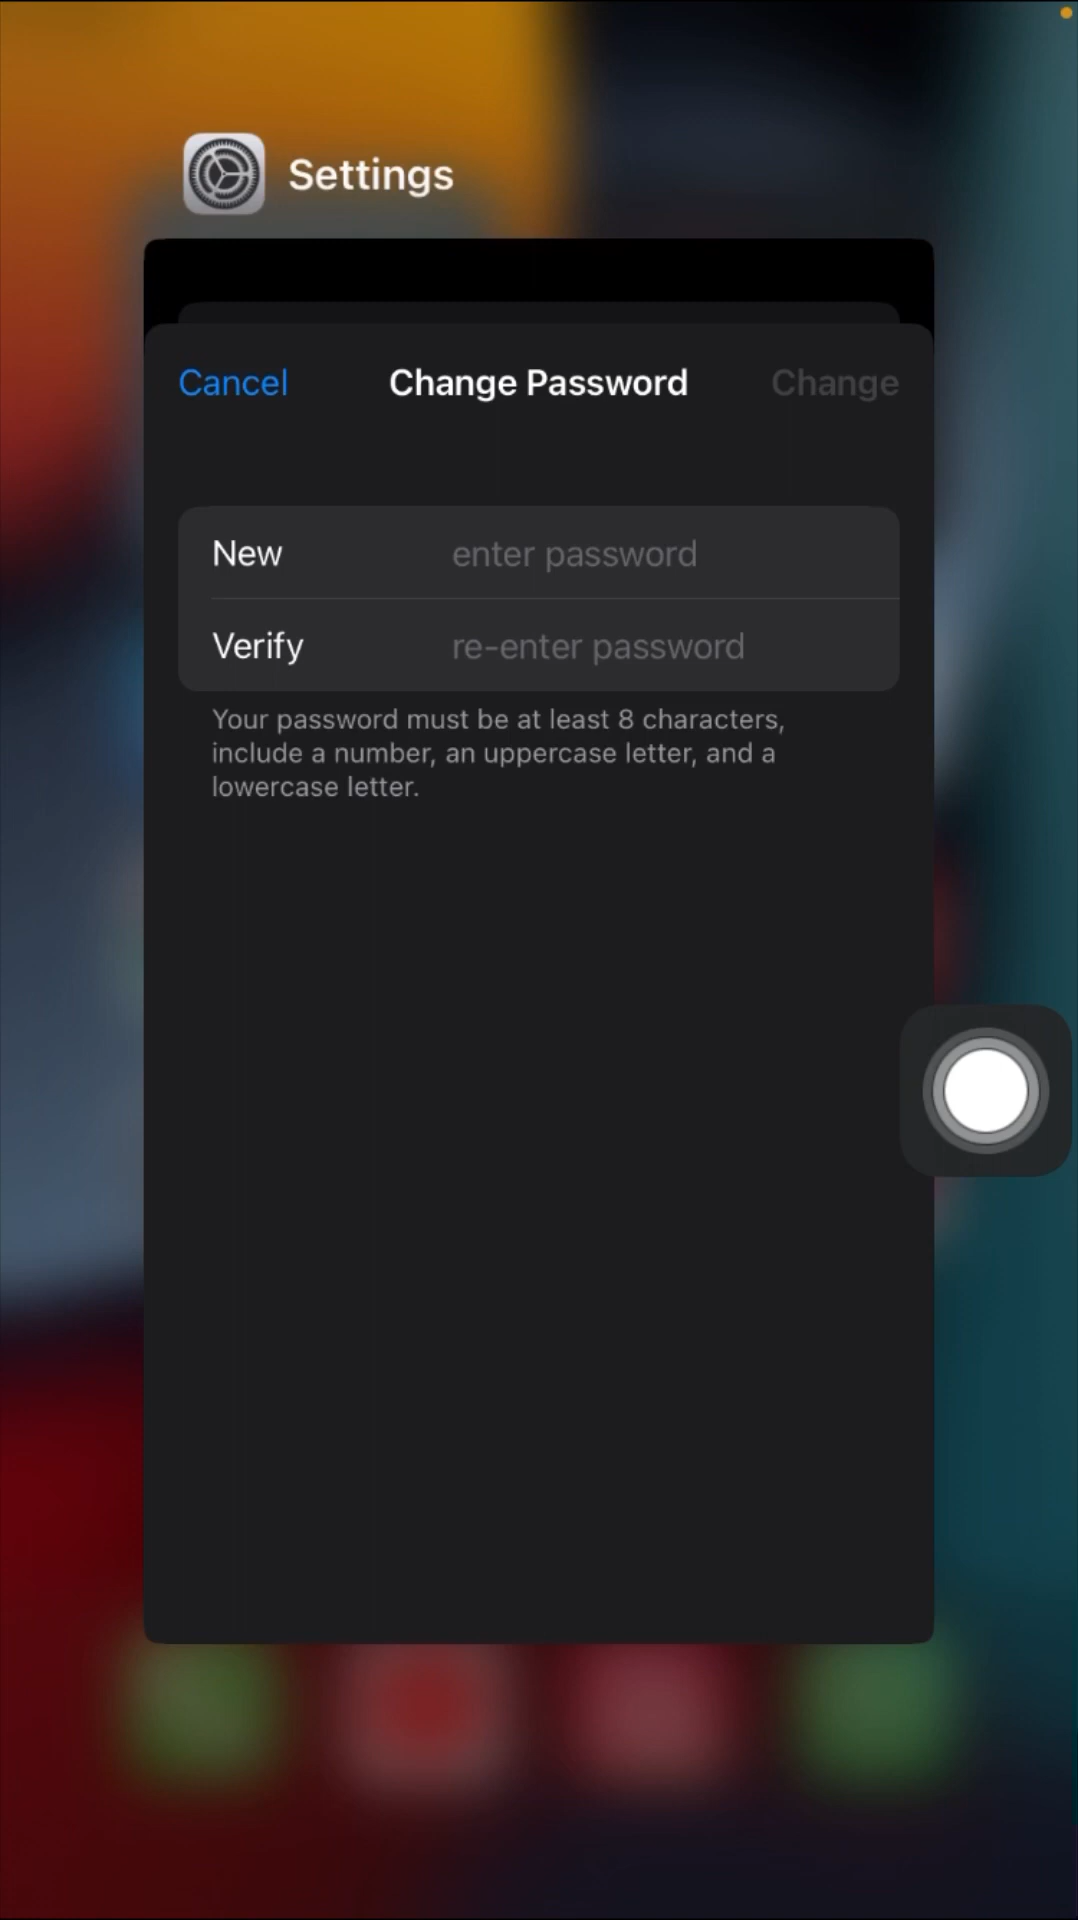 Settings
Cancel
Change Password
Change
New
enter password
Verify
re-enter password
Your password must be at least 8 characters,
include a number, an uppercase letter, and a
lowercase letter.